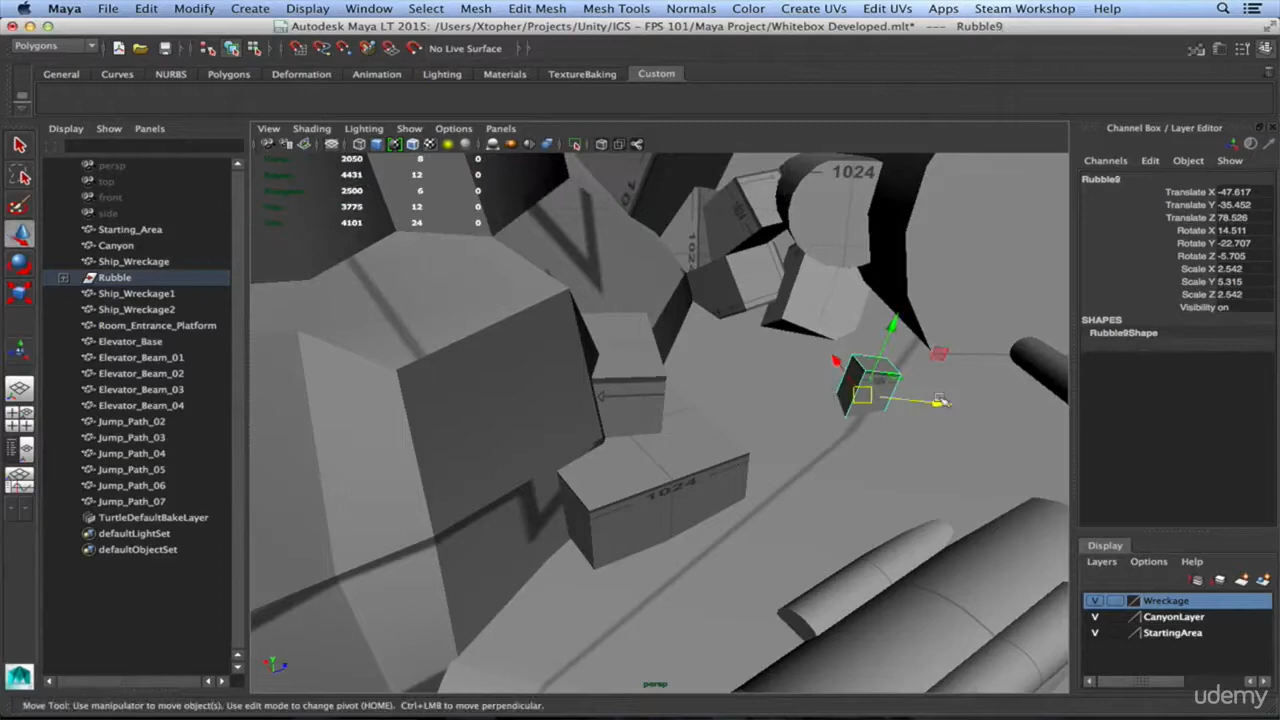 Maya File Edit Modify Create Display Window Select Mesh Edit Mesh Mesh Tools Normals Color Create UVs Edit UVs Apps Steam Workshop Help
Autodesk Maya LT 2015: /Users/Xtopher/Projects/Unity/IGS - FPS 101/Maya Project/Whitebox Developed.mlt* --- Rubble9
Polygons No Live Surface
General Curves NURBS Polygons Deformation Animation Lighting Materials TextureBaking Custom
Display Show Panels
View Shading Lighting Show Options Panels
Channel Box / Layer Editor
Channels Edit Object Show
persp
top
front
side
Starting_Area
Canyon
Ship_Wreckage
Rubble
Ship_Wreckage1
Ship_Wreckage2
Room_Entrance_Platform
Elevator_Base
Elevator_Beam_01
Elevator_Beam_02
Elevator_Beam_03
Elevator_Beam_04
Jump_Path_02
Jump_Path_03
Jump_Path_04
Jump_Path_05
Jump_Path_06
Jump_Path_07
TurtleDefaultBakeLayer
defaultLightSet
defaultObjectSet
2050 8 0
4431 12 0
2500 6 0
3775 12 0
4101 24 0
1024
1024
persp
Rubble9
Translate X -47.617
Translate Y -35.452
Translate Z 78.526
Rotate X 14.511
Rotate Y -22.707
Rotate Z -5.705
Scale X 2.542
Scale Y 5.315
Scale Z 2.542
Visibility on
SHAPES
Rubble9Shape
Display
Layers Options Help
V Wreckage
V CanyonLayer
V StartingArea
Move Tool: Use manipulator to move object(s). Use edit mode to change pivot (HOME). Ctrl+LMB to move perpendicular.
udemy